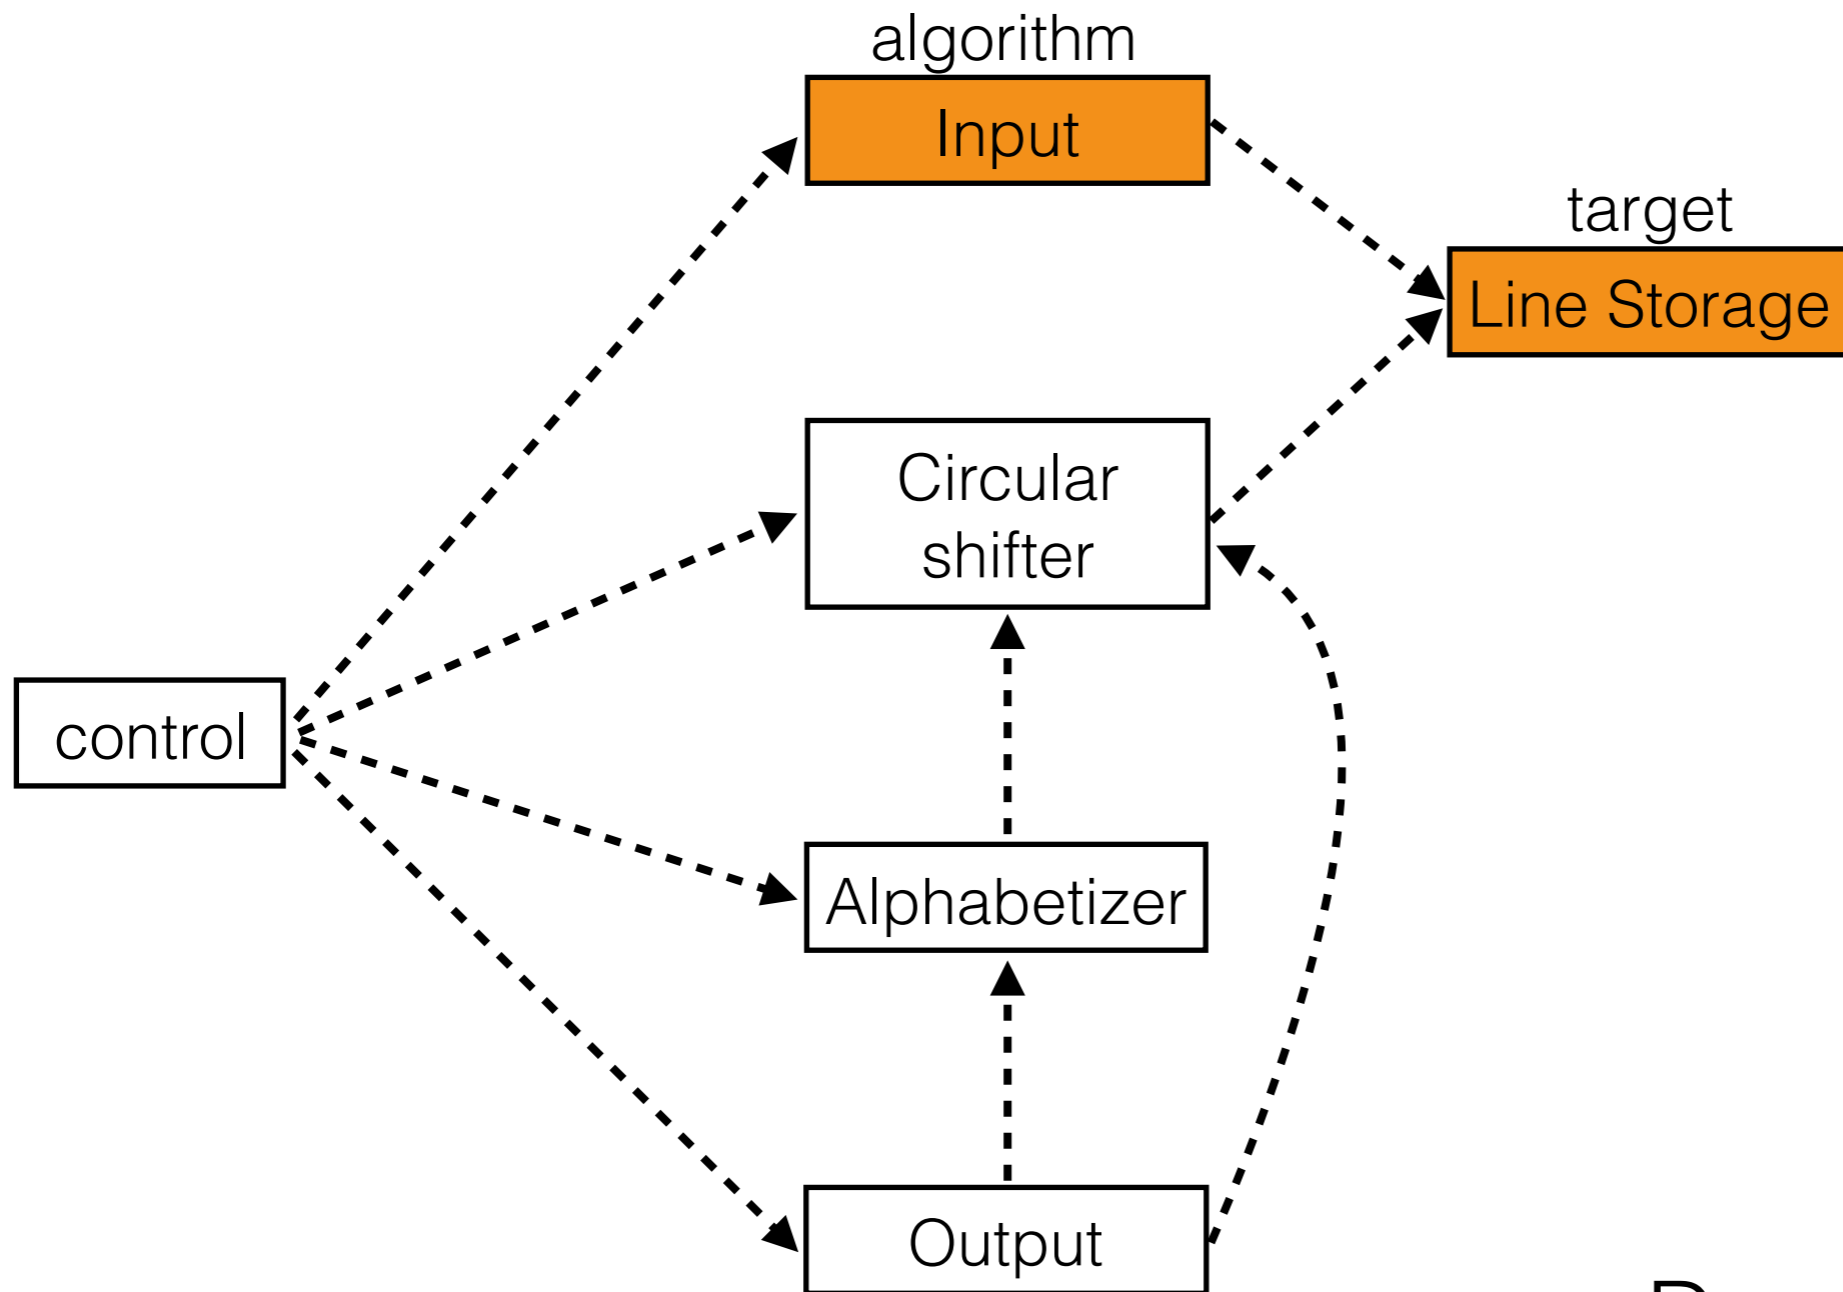 algorithm
Input
target
Line Storage
Circular
shifter
control
Alphabetizer
Output